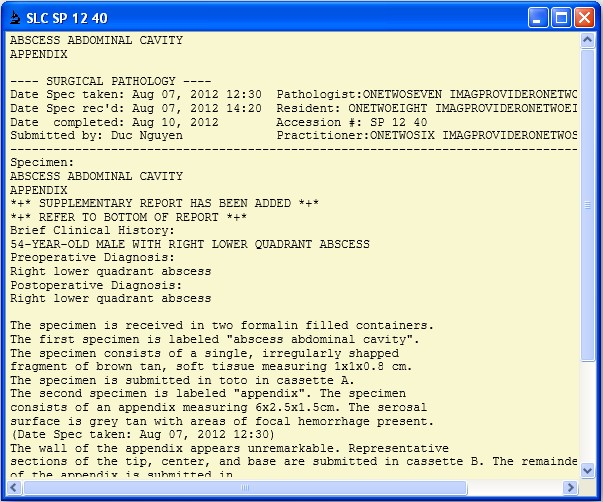 SLC SP 12 40
ABSCESS ABDOMINAL CAVITY
APPENDIX
---- SURGICAL PATHOLOGY ----
Date Spec taken: Aug 07, 2012 12:30  Pathologist:ONETWOSEVEN IMAGPROVIDERONETWO
Date Spec rec'd: Aug 07, 2012 14:20  Resident: ONETWOEIGHT IMAGPROVIDERONETWOEI
Date  completed: Aug 10, 2012        Accession #: SP 12 40
Submitted by: Duc Nguyen             Practitioner:ONETWOSIX IMAGPROVIDERONETWOS
-------------------------------------------------------------------------------
Specimen:
ABSCESS ABDOMINAL CAVITY
APPENDIX
*+* SUPPLEMENTARY REPORT HAS BEEN ADDED *+*
*+* REFER TO BOTTOM OF REPORT *+*
Brief Clinical History:
54-YEAR-OLD MALE WITH RIGHT LOWER QUADRANT ABSCESS
Preoperative Diagnosis:
Right lower quadrant abscess
Postoperative Diagnosis:
Right lower quadrant abscess
The specimen is received in two formalin filled containers.
The first specimen is labeled "abscess abdominal cavity".
The specimen consists of a single, irregularly shapped
fragment of brown tan, soft tissue measuring 1x1x0.8 cm.
The specimen is submitted in toto in cassette A.
The second specimen is labeled "appendix". The specimen
consists of an appendix measuring 6x2.5x1.5cm. The serosal
surface is grey tan with areas of focal hemorrhage present.
(Date Spec taken: Aug 07, 2012 12:30)
The wall of the appendix appears unremarkable. Representative
sections of the tip, center, and base are submitted in cassette B. The remainde
of the appendix is submitted in